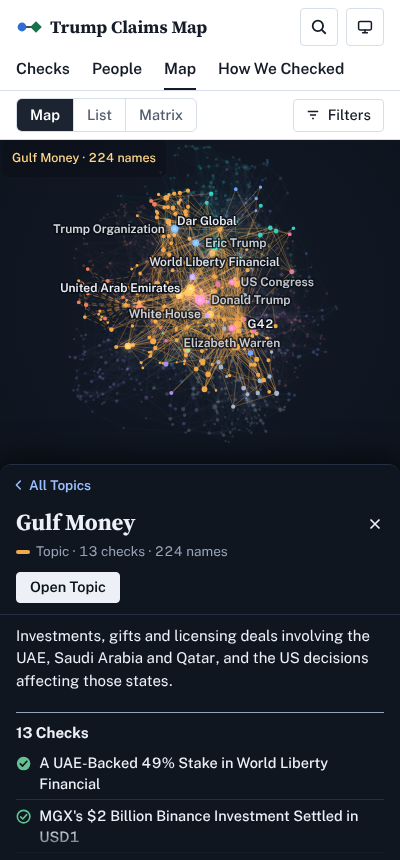 Trump Claims Map
Checks People Map How We Checked
Map List Matrix Filters
Gulf Money · 224 names
Dar Global
Trump Organization
Eric Trump
World Liberty Financial
US Congress
United Arab Emirates
Donald Trump
White House
G42
Elizabeth Warren
All Topics
Gulf Money
Topic · 13 checks · 224 names
Open Topic
Investments, gifts and licensing deals involving the
UAE, Saudi Arabia and Qatar, and the US decisions
affecting those states.
13 Checks
A UAE-Backed 49% Stake in World Liberty
Financial
MGX's $2 Billion Binance Investment Settled in
USD1